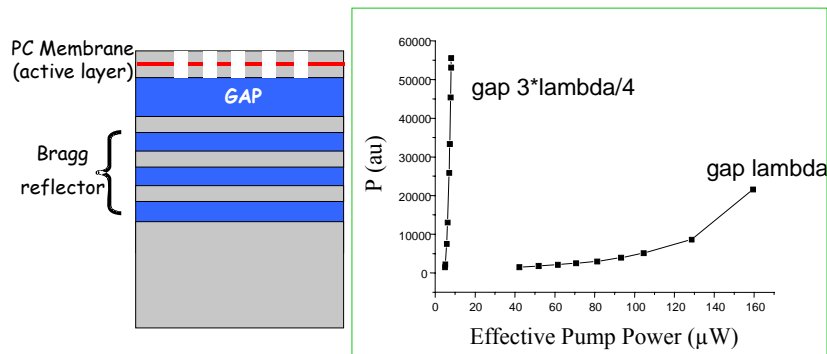 PC Membrane
(active layer)
GAP
Bragg
reflector
P (au)
60000
50000
40000
30000
20000
10000
0
gap 3*lambda/4
gap lambda
0
20
40
60
80
100
120
140
160
Effective Pump Power (µW)